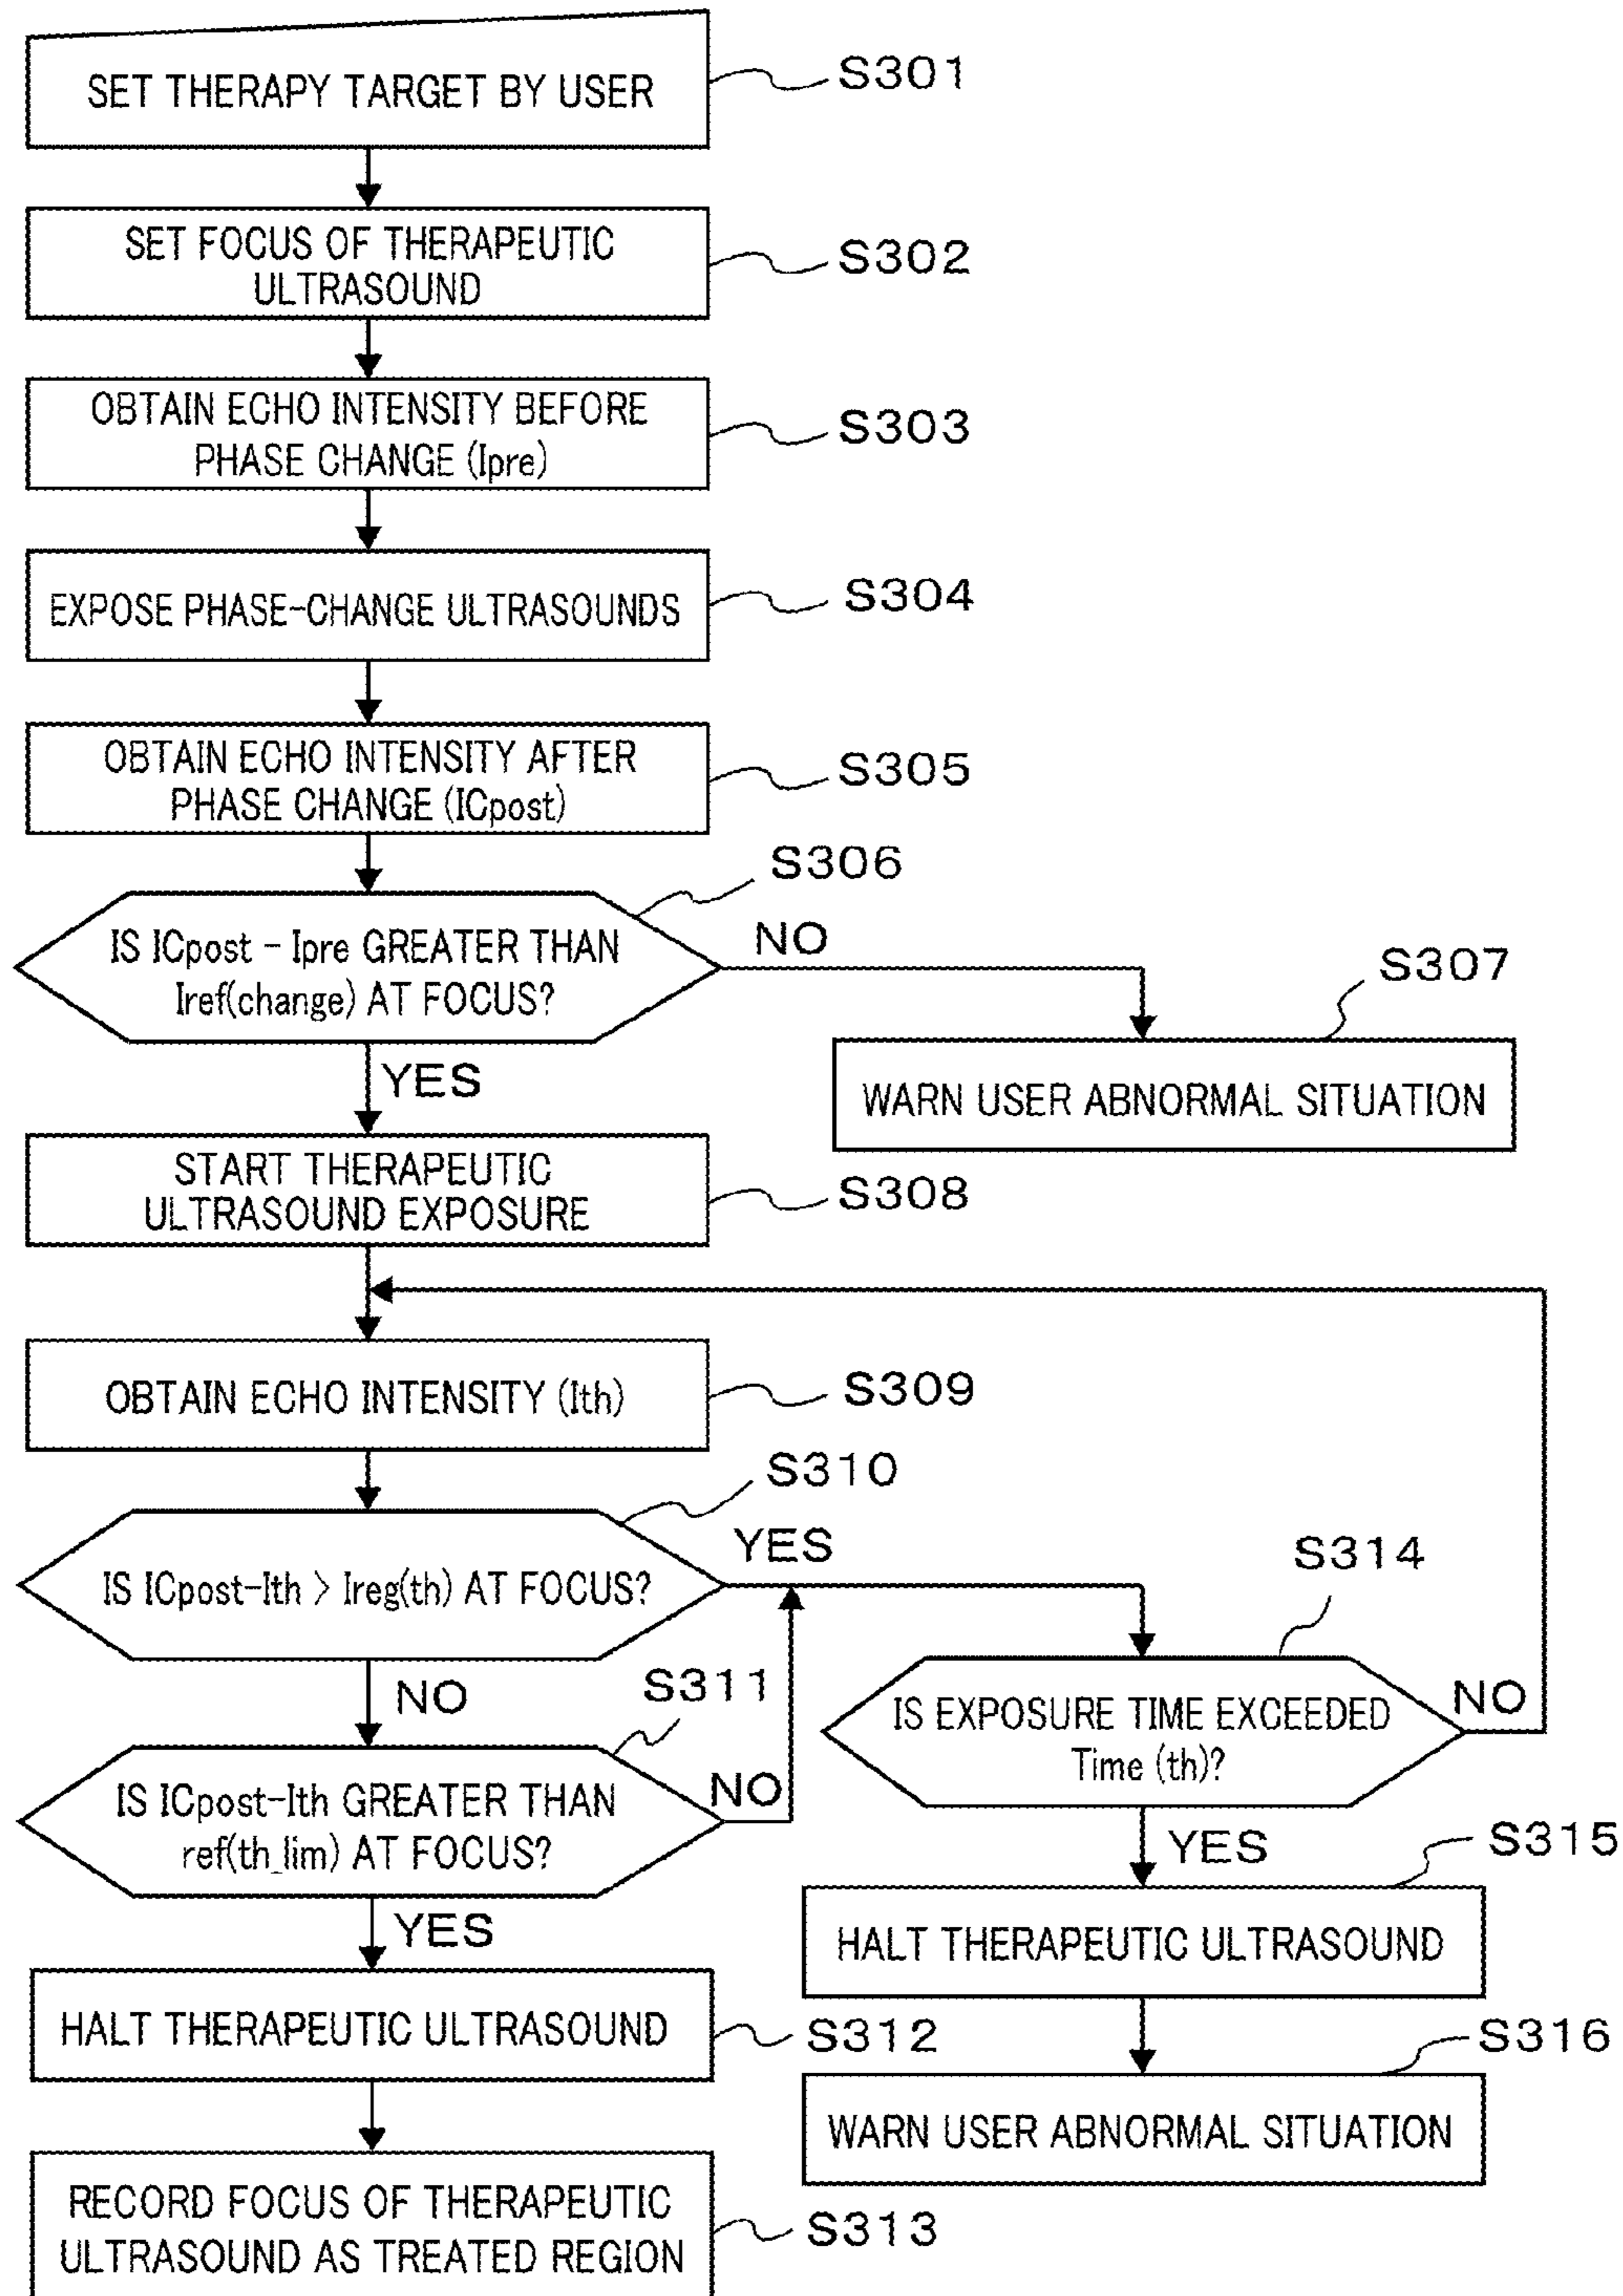 SET THERAPY TARGET BY USER
S301
SET FOCUS OF THERAPEUTIC
ULTRASOUND
S302
OBTAIN ECHO INTENSITY BEFORE
PHASE CHANGE (Ipre)
S303
EXPOSE PHASE-CHANGE ULTRASOUNDS
S304
OBTAIN ECHO INTENSITY AFTER
PHASE CHANGE (ICpost)
S305
S306
IS ICpost - Ipre GREATER THAN
Iref(change) AT FOCUS?
NO
YES
S307
WARN USER ABNORMAL SITUATION
START THERAPEUTIC
ULTRASOUND EXPOSURE
S308
OBTAIN ECHO INTENSITY (Ith)
S309
S310
IS ICpost-Ith > Ireg(th) AT FOCUS?
YES
NO
S311
IS ICpost-Ith GREATER THAN
ref(th_lim) AT FOCUS?
NO
YES
S314
IS EXPOSURE TIME EXCEEDED
Time (th)?
NO
YES
S315
HALT THERAPEUTIC ULTRASOUND
S316
WARN USER ABNORMAL SITUATION
HALT THERAPEUTIC ULTRASOUND
S312
RECORD FOCUS OF THERAPEUTIC
ULTRASOUND AS TREATED REGION
S313